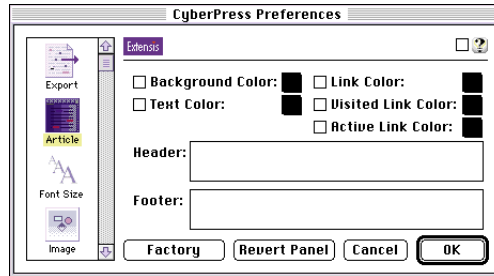 CyberPress Preferences
Export
Article
Font Size
Image
Extensis
?
Background Color:
Link Color:
Text Color:
Visited Link Color:
Active Link Color:
Header:
Footer:
Factory
Revert Panel
Cancel
OK